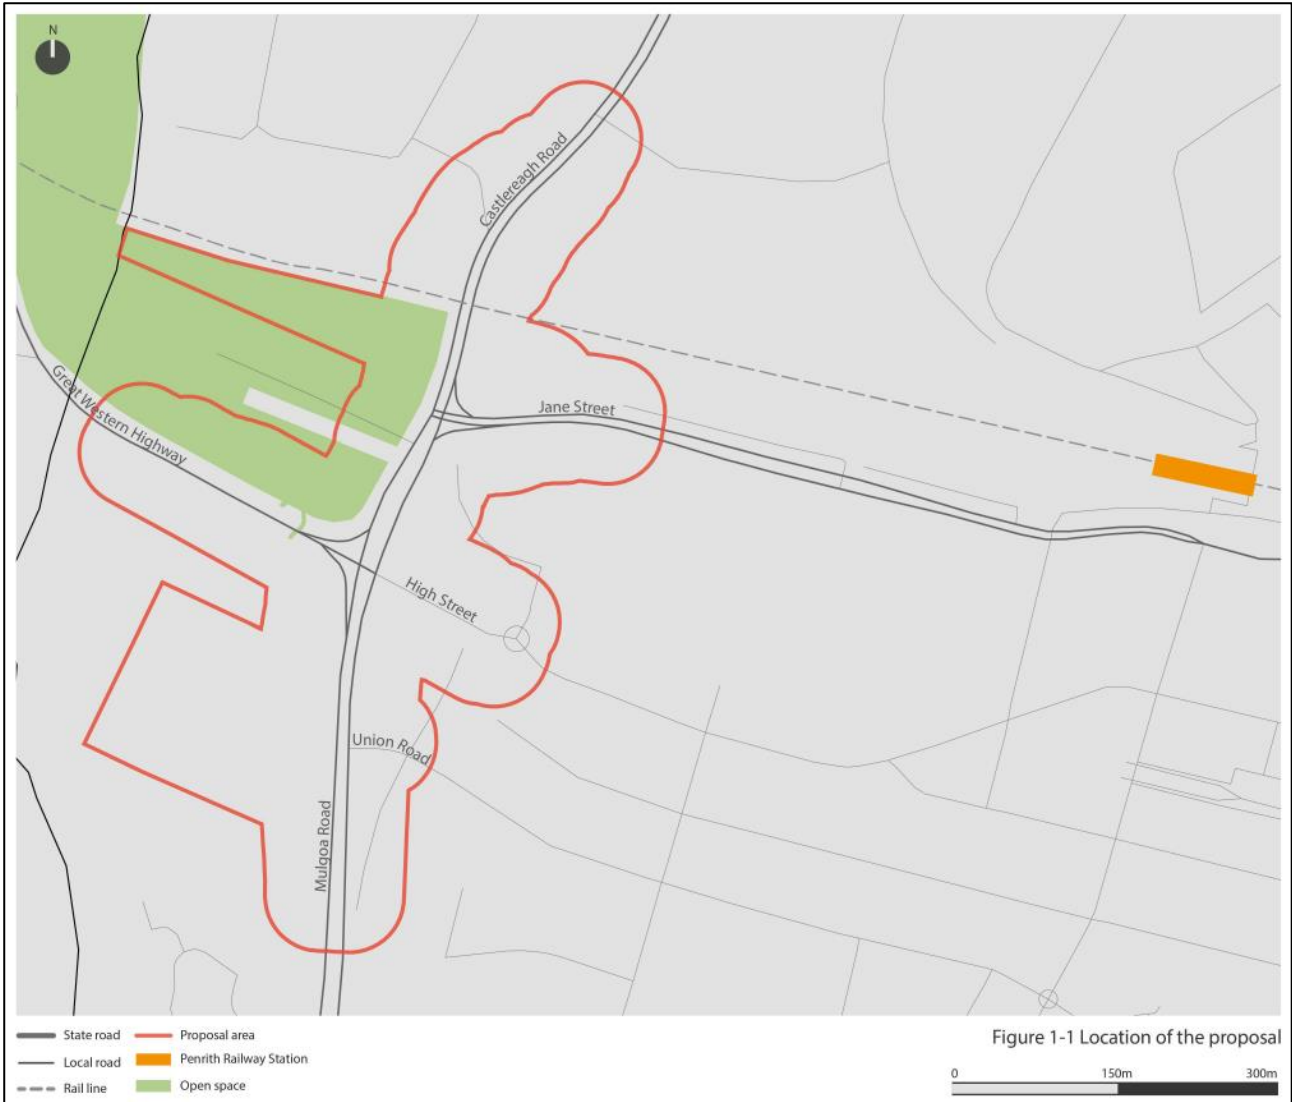 N
Castlereagh Road
Great Western Highway
Jane Street
High Street
Union Road
Mulgoa Road
State road
Proposal area
Local road
Penrith Railway Station
Rail line
Open space
Figure 1-1 Location of the proposal
0 150m 300m